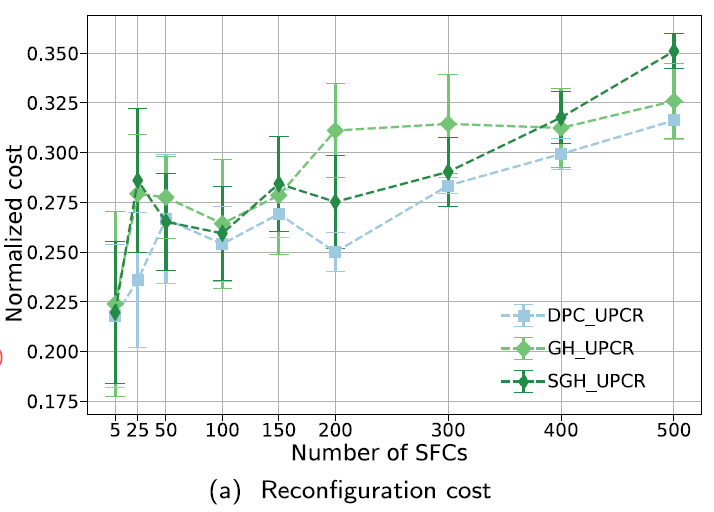 0.350
0.325
0.300
0.275
0.250
0.225
0.200
0.175
Normalized cost
DPC_UPCR
GH_UPCR
SGH_UPCR
5 25 50 100 150 200 300 400 500
Number of SFCs
(a) Reconfiguration cost